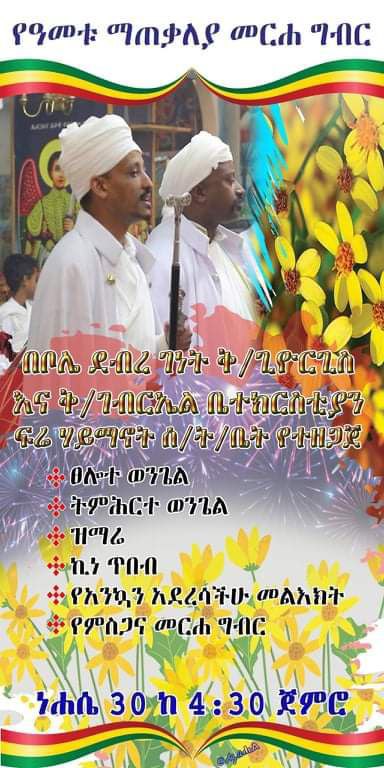 የዓመቱ ማጠቃለያ መርሐ ግብር
በቦሌ ደብረ ገነት ቅ/ጊዮርጊስ
እና ቅ/ገብርኤል ቤተክርስቲያን
ፍሬ ሃይማኖት ሰ/ት/ቤት የተዘጋጀ
ፀሎተ ወንጌል
ትምሕርተ ወንጌል
ዝማሬ
ኪነ ጥበብ
የእንኳን አደረሳችሁ መልእክት
የምስጋና መርሐ ግብር
ነሐሴ 30 ከ 4:30 ጀምሮ